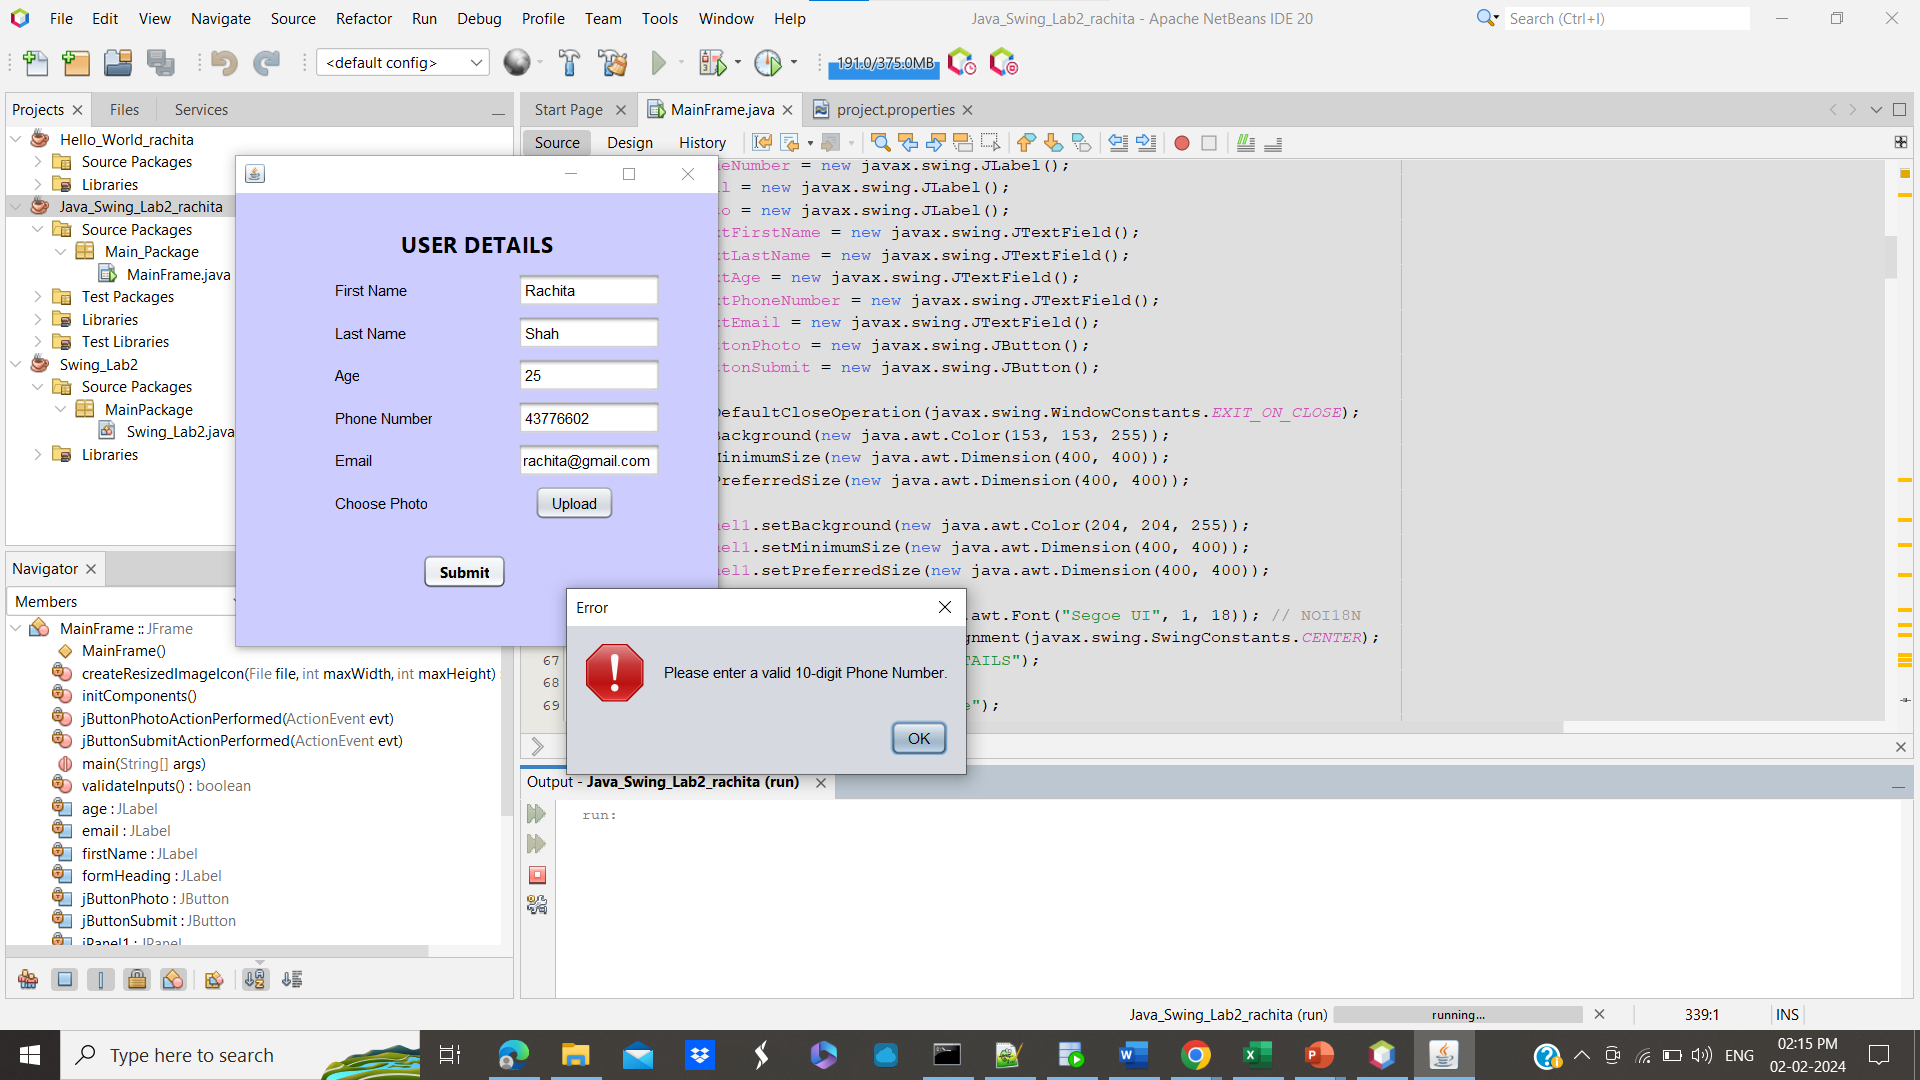 File Edit View Navigate Source Refactor Run Debug Profile Team Tools Window Help
Java_Swing_Lab2_rachita - Apache NetBeans IDE 20
Search (Ctrl+I)
<default config>
191.0/375.0MB
Projects Files Services
Start Page MainFrame.java project.properties
Source Design History
Hello_World_rachita
Source Packages
Libraries
Java_Swing_Lab2_rachita
Source Packages
Main_Package
MainFrame.java
Test Packages
Libraries
Test Libraries
Swing_Lab2
Source Packages
MainPackage
Swing_Lab2.java
Libraries
USER DETAILS
First Name Rachita
Last Name Shah
Age 25
Phone Number 43776602
Email rachita@gmail.com
Choose Photo Upload
Submit
eNumber = new javax.swing.JLabel();
l = new javax.swing.JLabel();
o = new javax.swing.JLabel();
tFirstName = new javax.swing.JTextField();
tLastName = new javax.swing.JTextField();
tAge = new javax.swing.JTextField();
tPhoneNumber = new javax.swing.JTextField();
tEmail = new javax.swing.JTextField();
tonPhoto = new javax.swing.JButton();
tonSubmit = new javax.swing.JButton();
DefaultCloseOperation(javax.swing.WindowConstants.EXIT_ON_CLOSE);
Background(new java.awt.Color(153, 153, 255));
MinimumSize(new java.awt.Dimension(400, 400));
PreferredSize(new java.awt.Dimension(400, 400));
el1.setBackground(new java.awt.Color(204, 204, 255));
el1.setMinimumSize(new java.awt.Dimension(400, 400));
el1.setPreferredSize(new java.awt.Dimension(400, 400));
.awt.Font("Segoe UI", 1, 18)); // NOI18N
gnment(javax.swing.SwingConstants.CENTER);
67 TAILS");
68
69 e");
Error
Please enter a valid 10-digit Phone Number.
OK
Navigator
Members
MainFrame :: JFrame
MainFrame()
createResizedImageIcon(File file, int maxWidth, int maxHeight)
initComponents()
jButtonPhotoActionPerformed(ActionEvent evt)
jButtonSubmitActionPerformed(ActionEvent evt)
main(String[] args)
validateInputs() : boolean
age : JLabel
email : JLabel
firstName : JLabel
formHeading : JLabel
jButtonPhoto : JButton
jButtonSubmit : JButton
jPanel1 : JPanel
Output - Java_Swing_Lab2_rachita (run)
run:
Java_Swing_Lab2_rachita (run) running... 339:1 INS
Type here to search
ENG
02:15 PM
02-02-2024